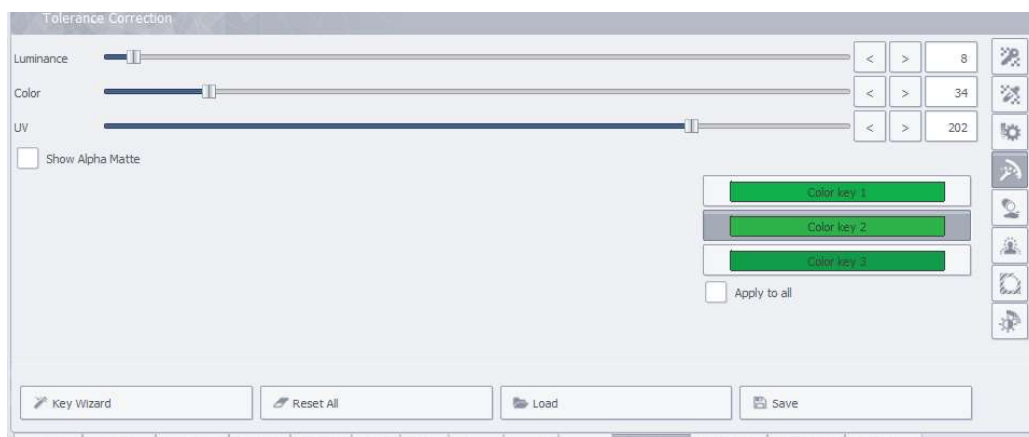 Tolerance Correction
Luminance < > 8
Color < > 34
UV < > 202
Show Alpha Matte
Color key 1
Color key 2
Color key 3
Apply to all
Key Wizard Reset All Load Save